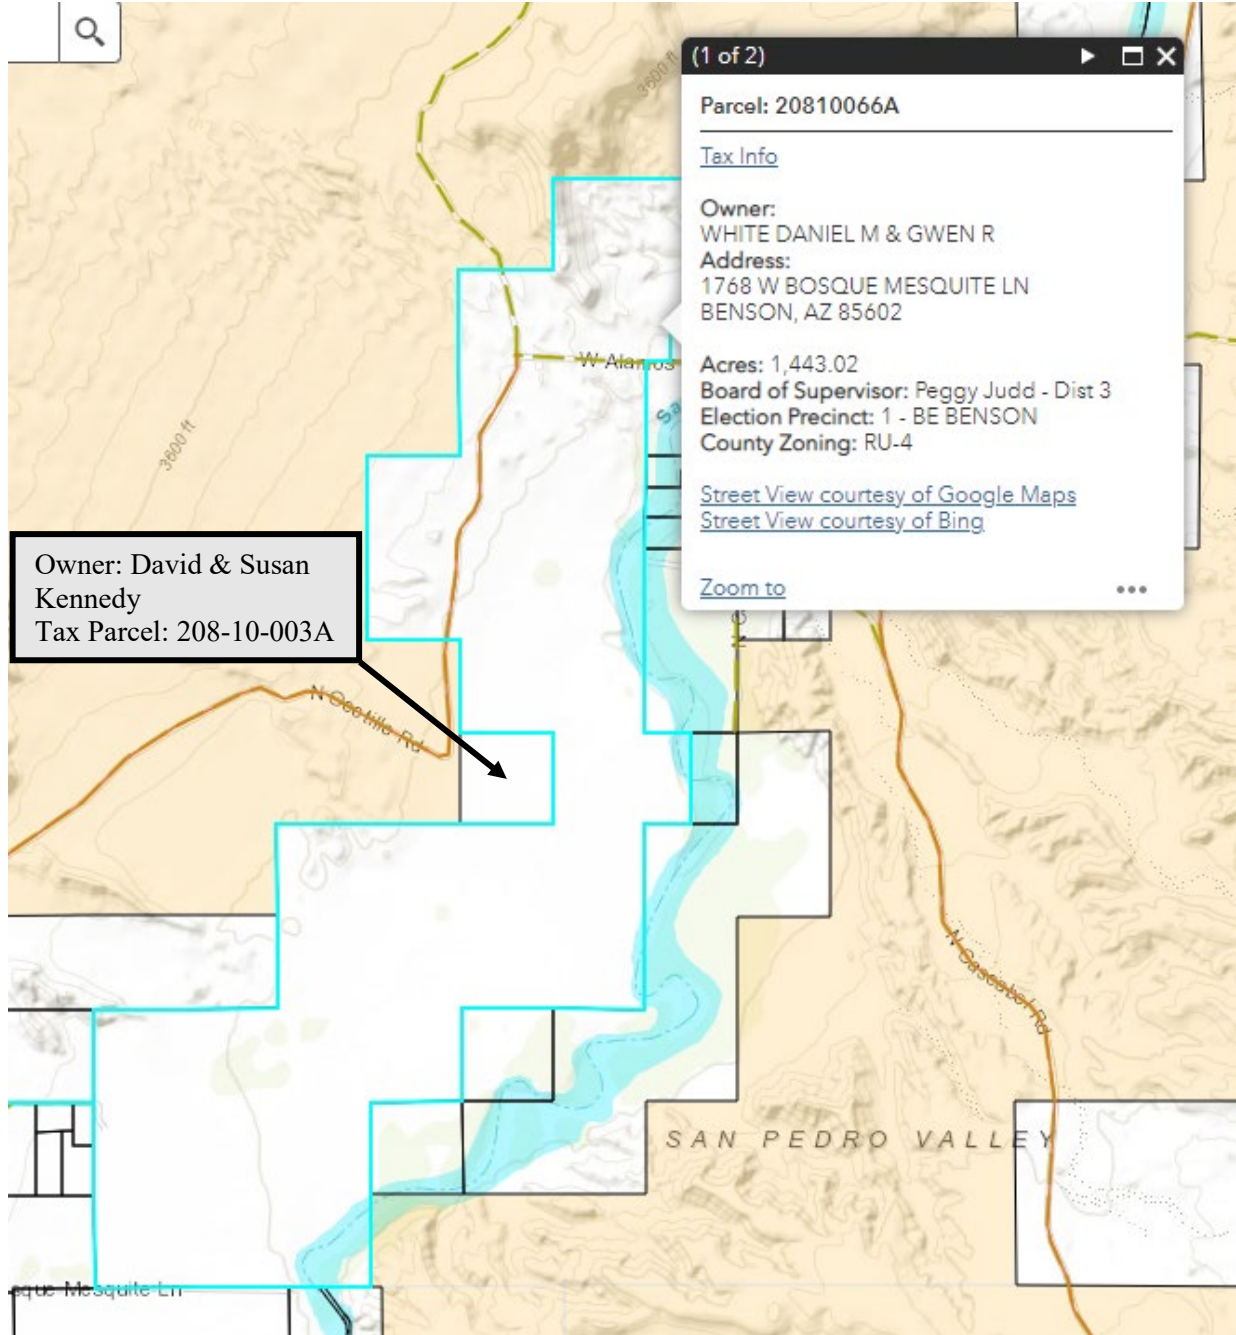 (1 of 2)
Parcel: 20810066A
Tax Info
Owner:
WHITE DANIEL M & GWEN R
Address:
1768 W BOSQUE MESQUITE LN
BENSON, AZ 85602
Acres: 1,443.02
Board of Supervisor: Peggy Judd - Dist 3
Election Precinct: 1 - BE BENSON
County Zoning: RU-4
Street View courtesy of Google Maps
Street View courtesy of Bing
Zoom to
3600 ft
W Alamos
Sa
3600 ft
Owner: David & Susan
Kennedy
Tax Parcel: 208-10-003A
N Ocotillo Rd
N Cascabel Rd
SAN PEDRO VALLEY
sque Mesquite Ln